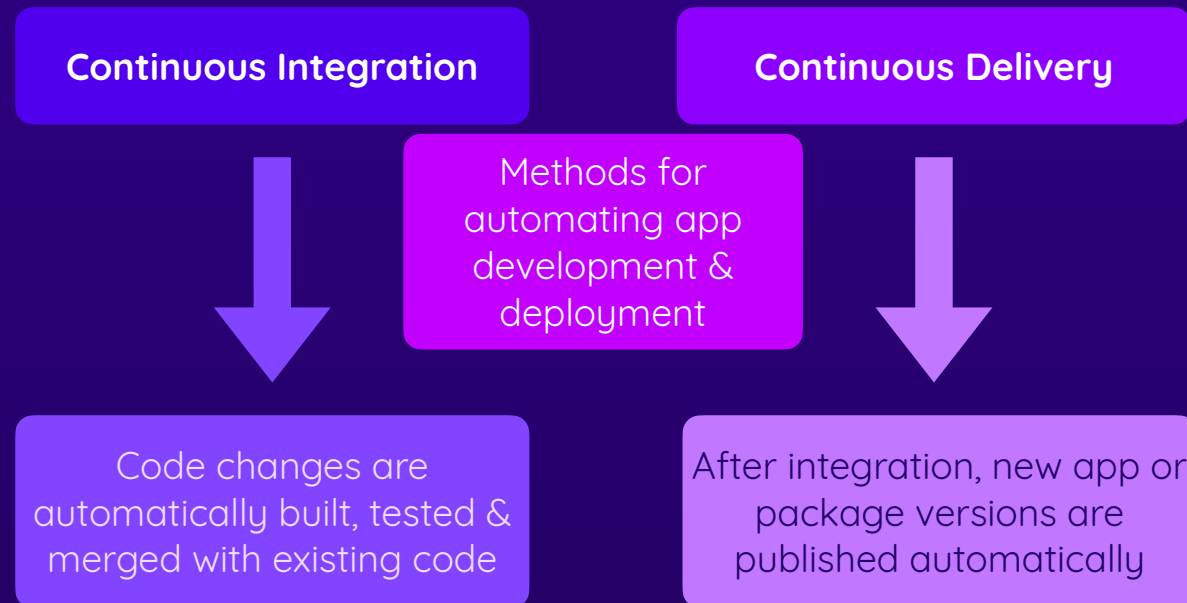 Continuous Integration
Continuous Delivery
Methods for
automating app
development &
deployment
Code changes are
automatically built, tested &
merged with existing code
After integration, new app or
package versions are
published automatically